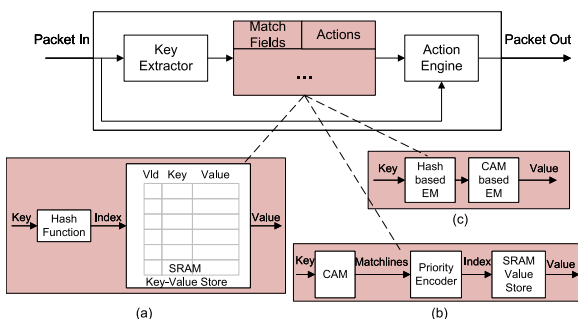 Packet In
Key
Extractor
Match
Fields
Actions
...
Action
Engine
Packet Out
Key
Hash
Function
Index
Vld Key Value
SRAM
Key-Value Store
Value
(a)
Key
Hash
based
EM
CAM
based
EM
Value
(c)
Key
CAM
Matchlines
Priority
Encoder
Index
SRAM
Value
Store
Value
(b)